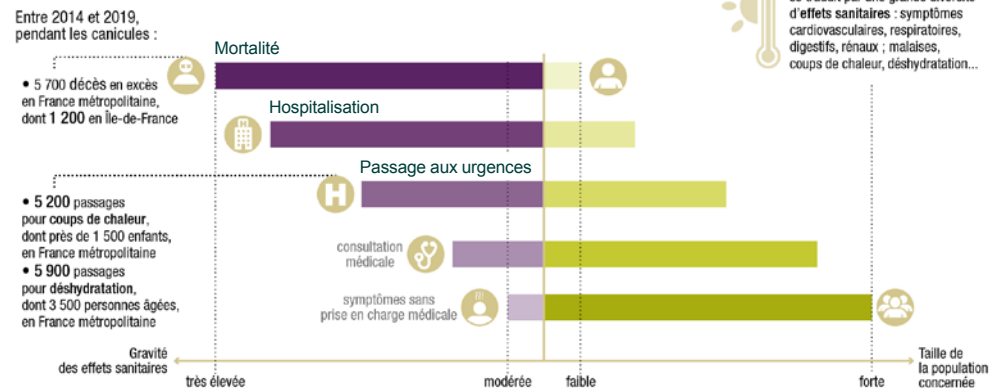 Entre 2014 et 2019,
pendant les canicules :
d'effets sanitaires : symptômes
cardiovasculaires, respiratoires,
digestifs, rénaux ; malaises,
coups de chaleur, déshydratation...
Mortalité
• 5 700 décès en excès
en France métropolitaine,
dont 1 200 en Île-de-France
Hospitalisation
Passage aux urgences
H
• 5 200 passages
pour coups de chaleur,
dont près de 1 500 enfants,
en France métropolitaine
• 5 900 passages
pour déshydratation,
dont 3 500 personnes âgées,
en France métropolitaine
consultation
médicale
symptômes sans
prise en charge médicale
Gravité
des effets sanitaires
très élevée
modérée
faible
forte
Taille de
la population
concernée